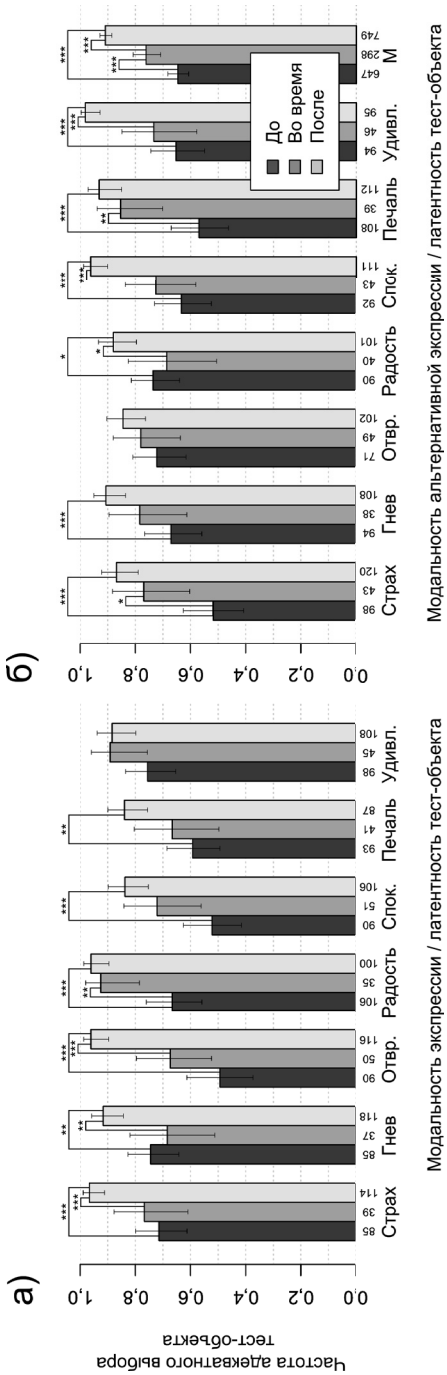 а)
Частота адекватного выбора
тест-объекта
1,0
0,8
0,6
0,4
0,2
0,0
*** *** ** ** *** *** *** ** *** **
85 39 114 85 37 118 90 50 116 106 35 100 90 51 106 93 41 87 98 45 108
Страх Гнев Отвр. Радость Спок. Печаль Удивл.
Модальность экспрессии / латентность тест-объекта
б)
1,0
0,8
0,6
0,4
0,2
0,0
*** * *** * * *** *** *** ** *** *** *** *** ***
98 43 120 94 38 108 71 49 102 90 40 101 92 43 111 108 39 112 94 46 95 647 298 749
Страх Гнев Отвр. Радость Спок. Печаль Удивл. М
До
Во время
После
Модальность альтернативной экспрессии / латентность тест-объекта